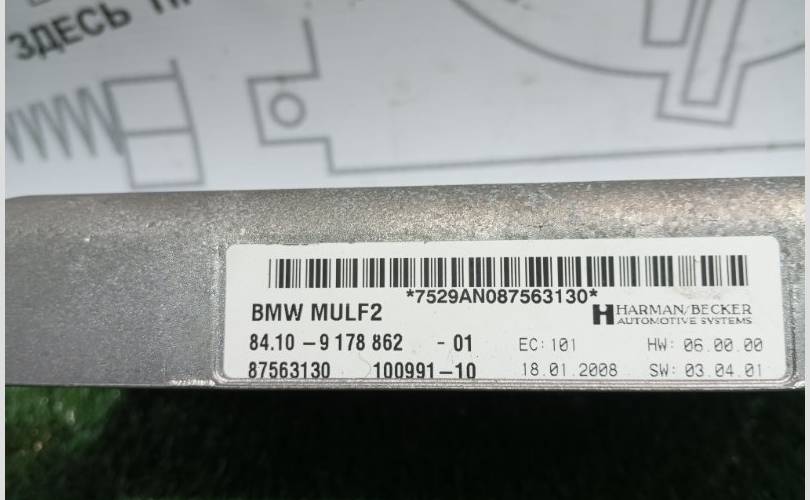 ЗДЕСЬ
*7529AN087563130*
BMW MULF2
HARMAN/BECKER
AUTOMOTIVE SYSTEMS
84.10 - 9 178 862 - 01 EC: 101 HW: 06.00.00
87563130 100991-10 18.01.2008 SW: 03.04.01